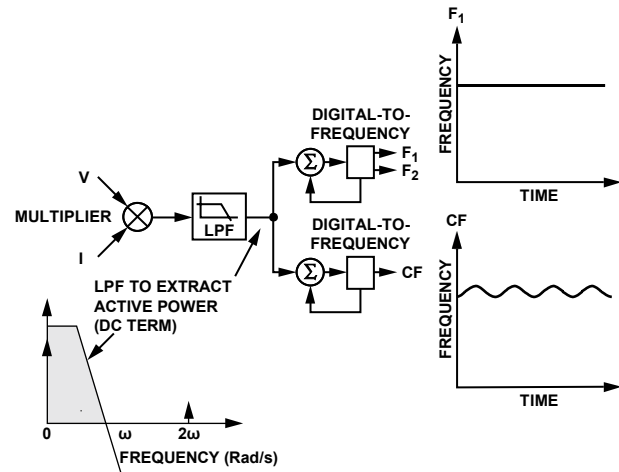 F1
FREQUENCY
TIME
DIGITAL-TO-
FREQUENCY
Σ
F1
F2
V
MULTIPLIER
I
LPF
DIGITAL-TO-
FREQUENCY
Σ
CF
LPF TO EXTRACT
ACTIVE POWER
(DC TERM)
CF
FREQUENCY
TIME
0
ω
2ω
FREQUENCY (Rad/s)